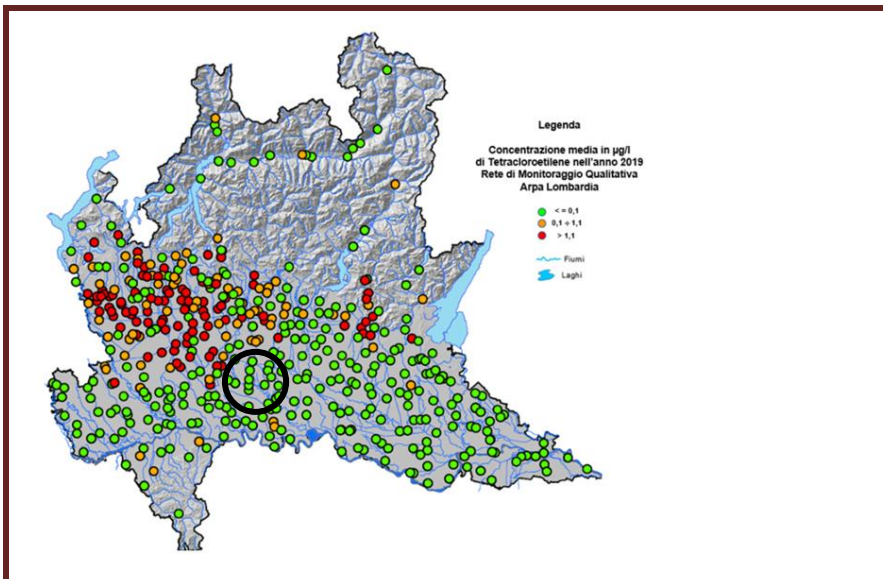 Legenda
Concentrazione media in µg/l
di Tetracloroetilene nell'anno 2019
Rete di Monitoraggio Qualitativa
Arpa Lombardia
< = 0,1
0,1 ÷ 1,1
> 1,1
Fiumi
Laghi